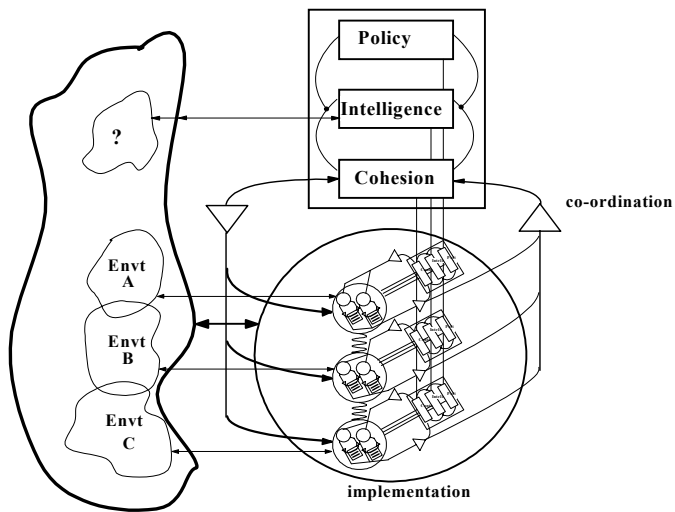 Policy
Intelligence
?
Cohesion
co-ordination
Envt
A
Envt
B
Envt
C
implementation